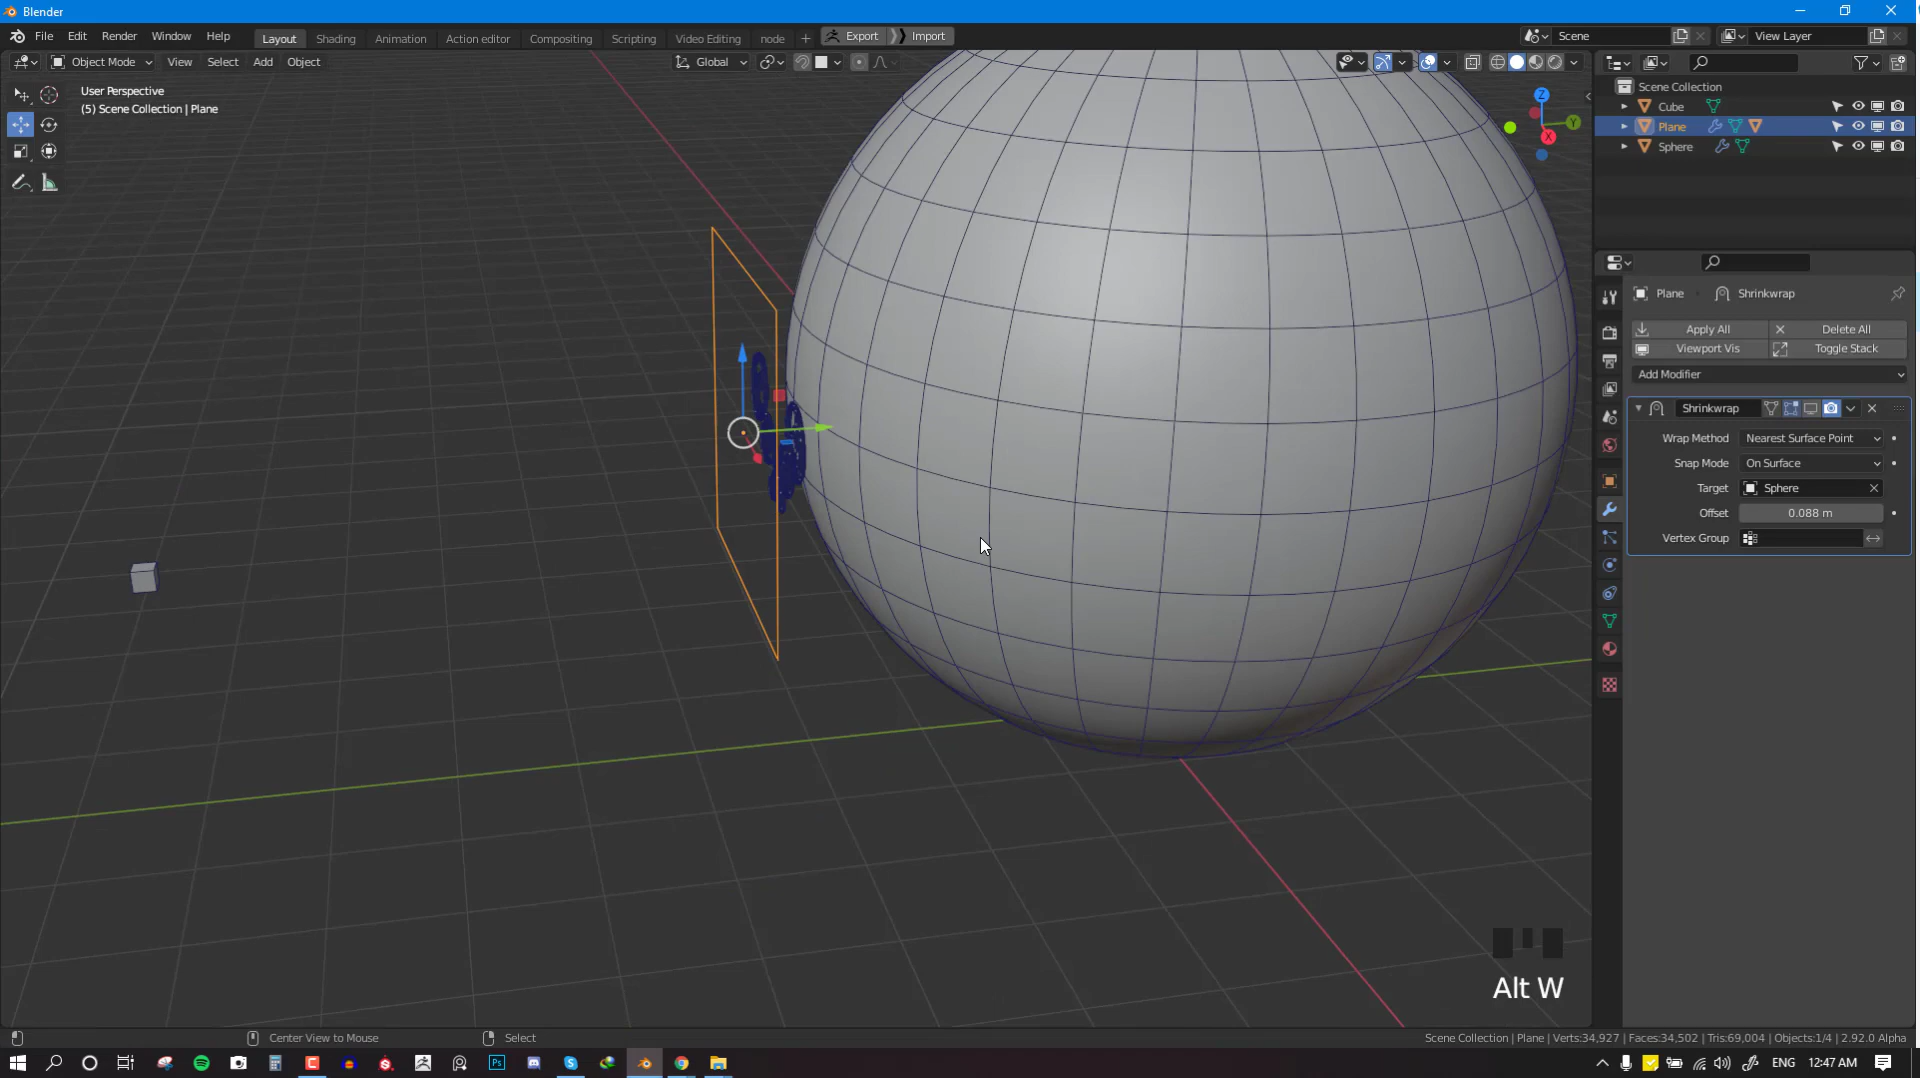 Blender
File Edit Render Window Help
Layout Shading Animation Action editor Compositing Scripting Video Editing node + Export Import
Scene View Layer
Object Mode View Select Add Object
Global
User Perspective
(5) Scene Collection | Plane
Z
Y
X
Scene Collection
Cube
Plane
Sphere
Plane Shrinkwrap
Apply All Delete All
Viewport Vis Toggle Stack
Add Modifier
Shrinkwrap
Wrap Method Nearest Surface Point
Snap Mode On Surface
Target Sphere
Offset 0.088 m
Vertex Group
Alt W
Center View to Mouse Select
Scene Collection | Plane | Verts:34,927 | Faces:34,502 | Tris:69,004 | Objects:1/4 | 2.92.0 Alpha
Ps
ENG 12:47 AM